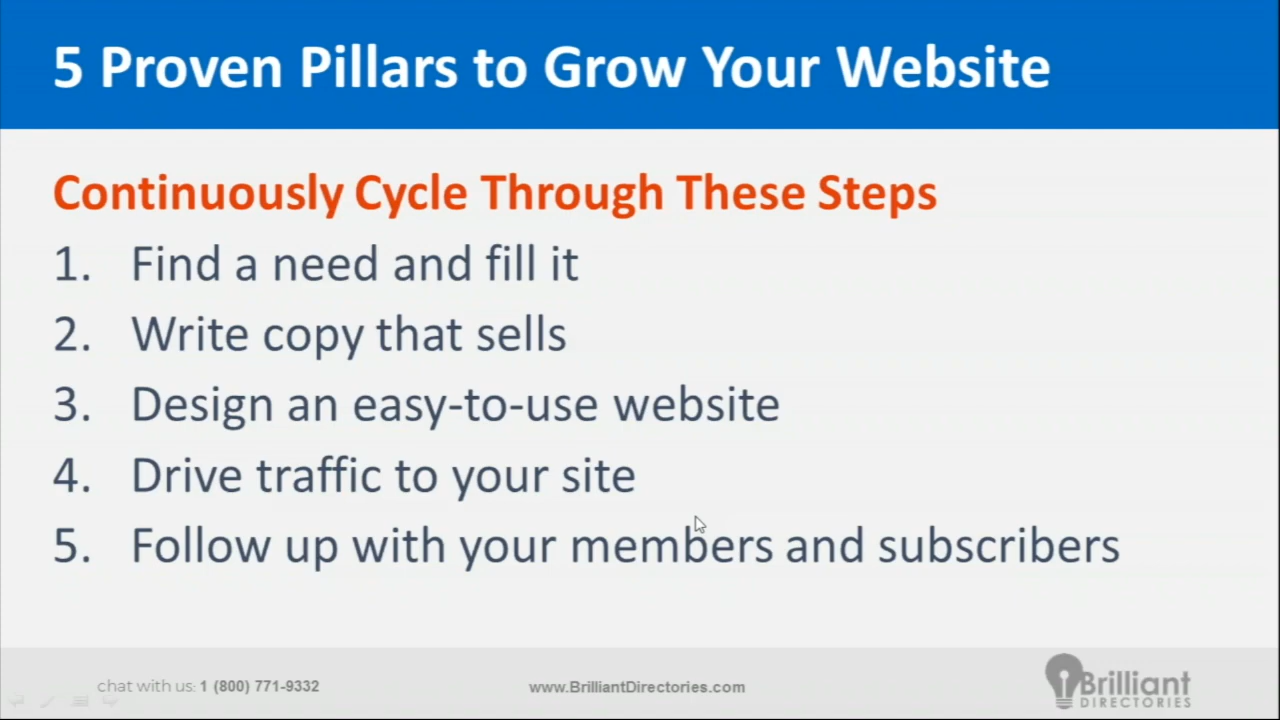 5 Proven Pillars to Grow Your Website
Continuously Cycle Through These Steps
1. Find a need and fill it
2. Write copy that sells
3. Design an easy-to-use website
4. Drive traffic to your site
5. Follow up with your members and subscribers
chat with us: 1 (800) 771-9332
www.BrilliantDirectories.com
Brilliant
DIRECTORIES